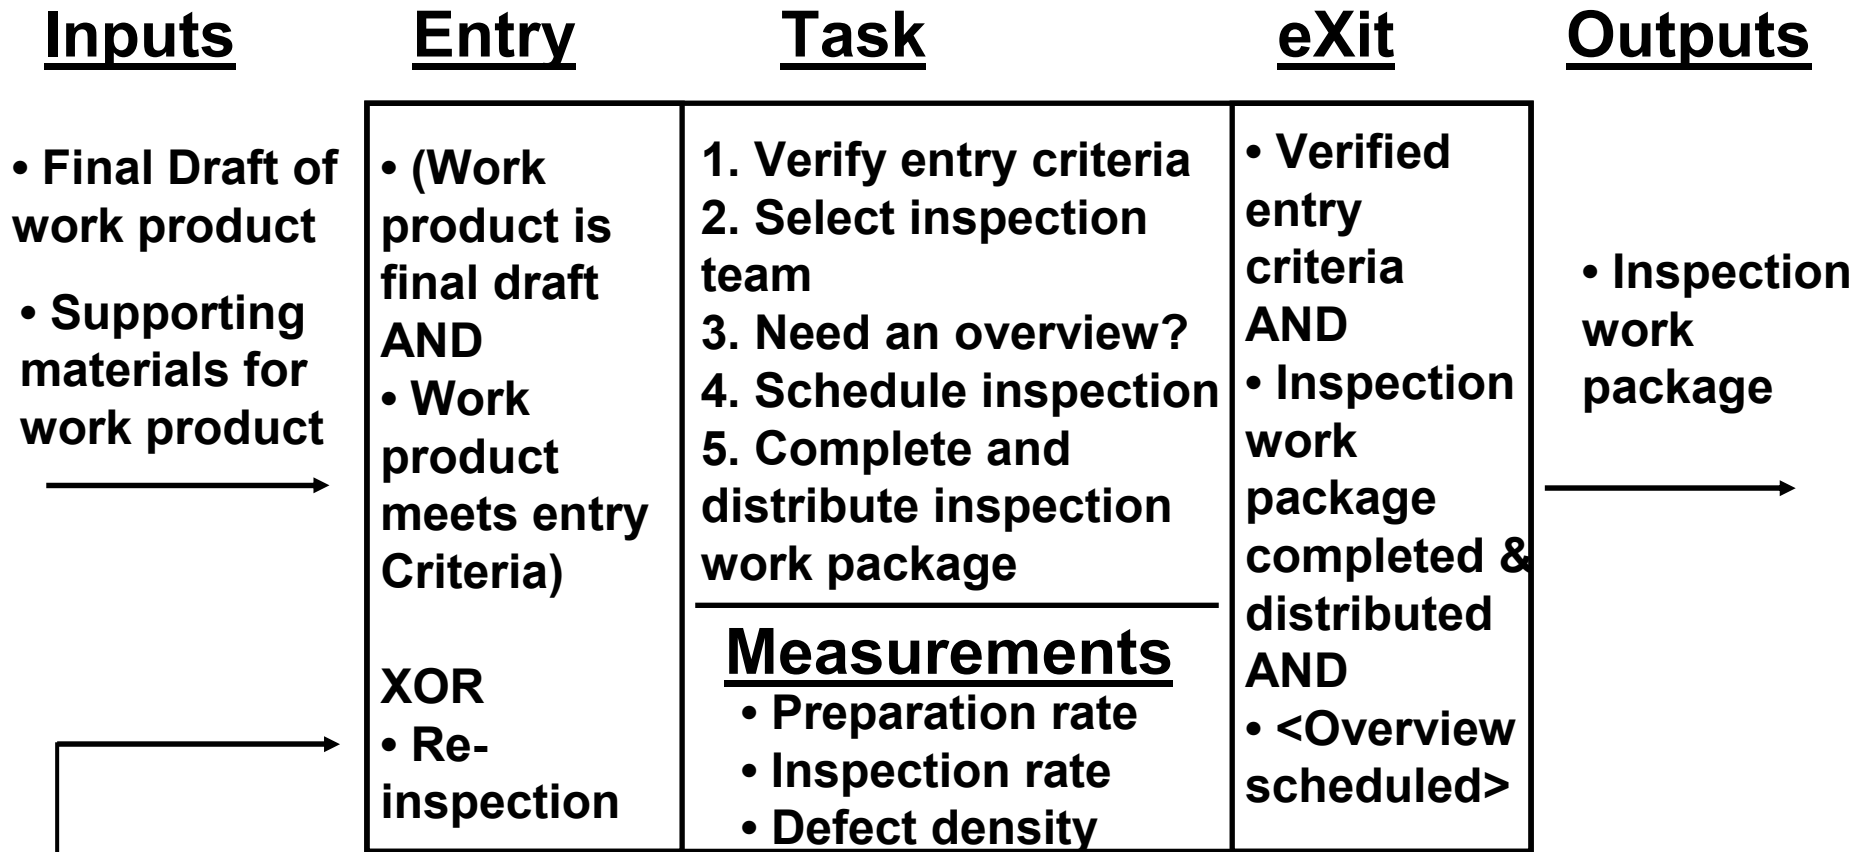 Inputs
Entry
Task
eXit
Outputs
• Final Draft of
work product
• Supporting
materials for
work product
• (Work
product is
final draft
AND
• Work
product
meets entry
Criteria)
XOR
• Re-
inspection
1. Verify entry criteria
2. Select inspection
team
3. Need an overview?
4. Schedule inspection
5. Complete and
distribute inspection
work package
Measurements
• Preparation rate
• Inspection rate
• Defect density
• Verified
entry
criteria
AND
• Inspection
work
package
completed &
distributed
AND
• <Overview
scheduled>
• Inspection
work
package